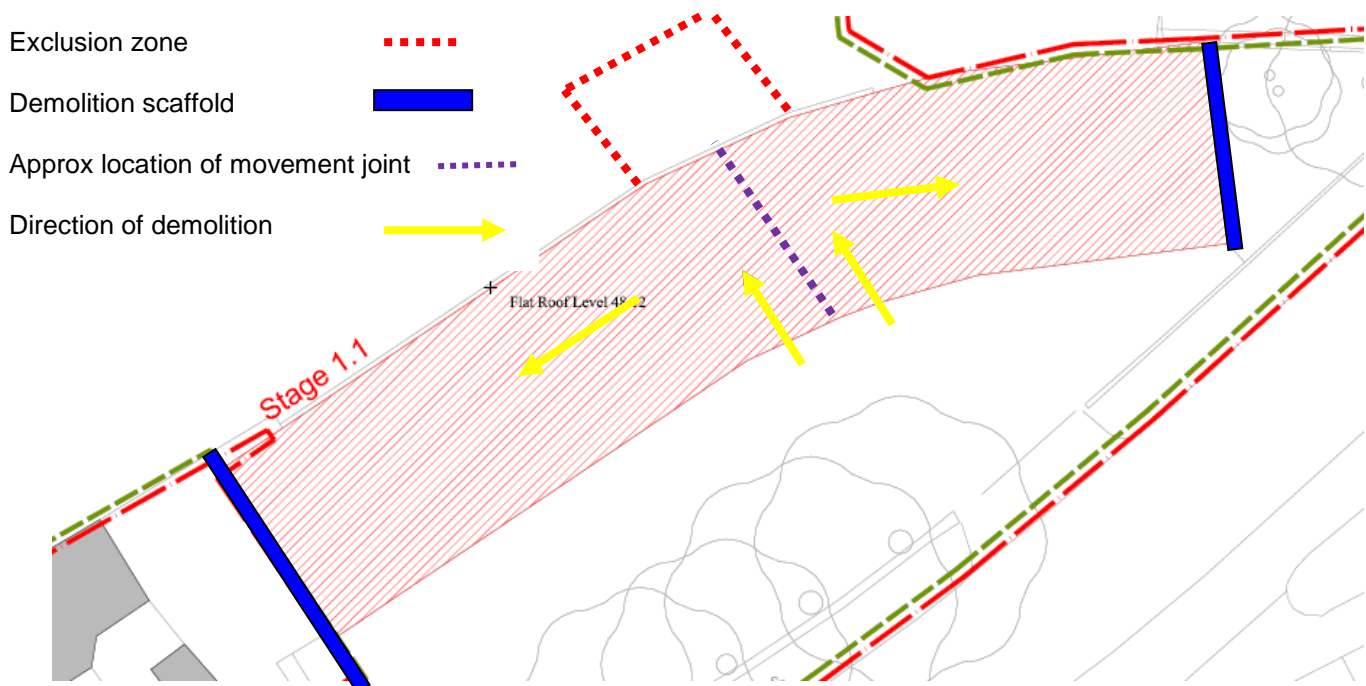 Exclusion zone
Demolition scaffold
Approx location of movement joint
Direction of demolition
Flat Roof Level
Stage 1.1